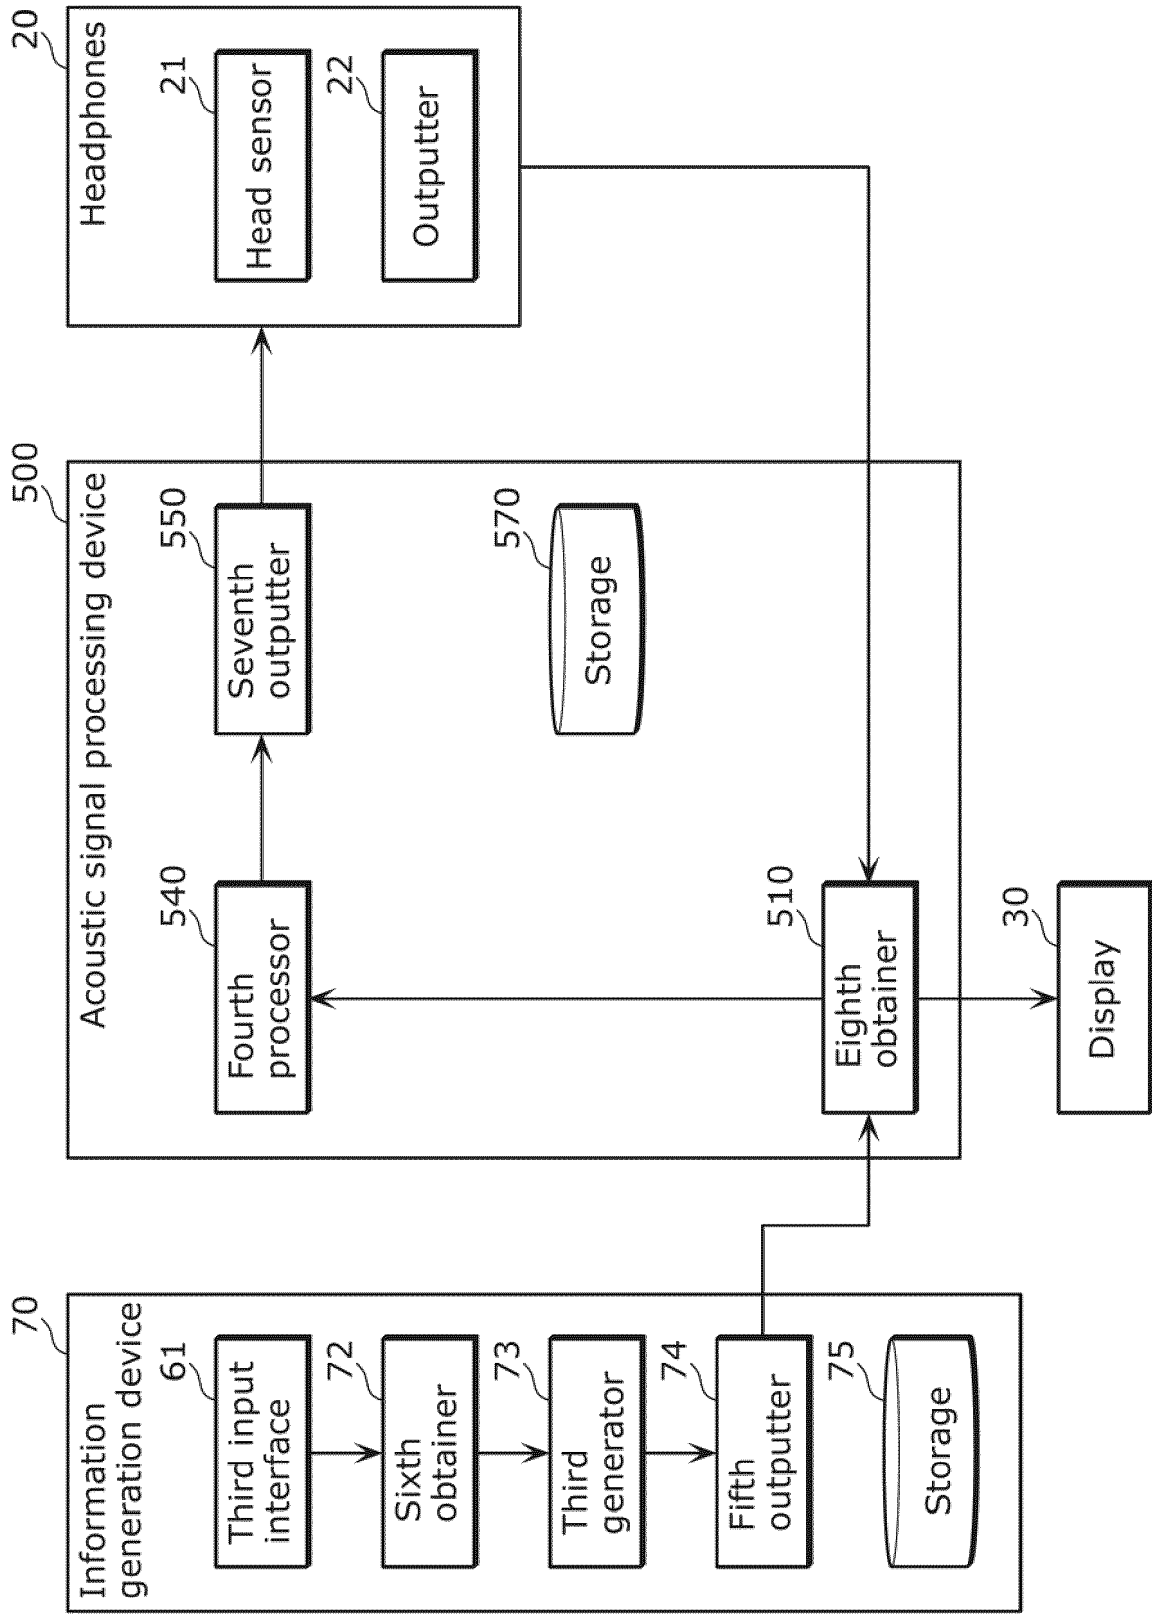 70
Information
generation device
61
Third input
interface
72
Sixth
obtainer
73
Third
generator
74
Fifth
outputter
75
Storage
500
Acoustic signal processing device
540
Fourth
processor
550
Seventh
outputter
570
Storage
510
Eighth
obtainer
30
Display
20
Headphones
21
Head sensor
22
Outputter